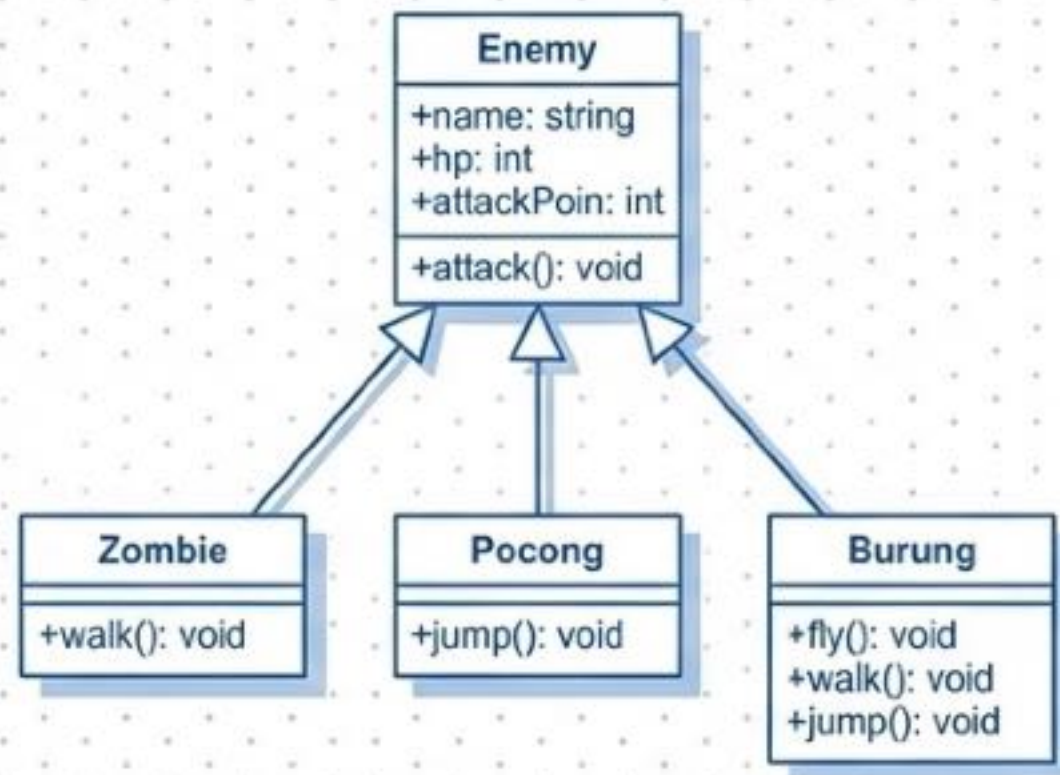 Enemy
+name: string
+hp: int
+attackPoin: int
+attack(): void
Zombie
+walk(): void
Pocong
+jump(): void
Burung
+fly(): void
+walk(): void
+jump(): void